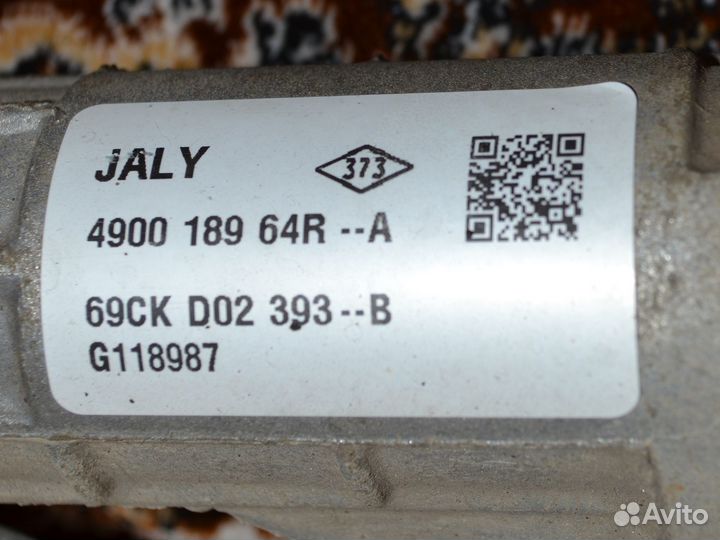 JALY
373
4900 189 64R --A
69CK D02 393--B
G118987
Avito